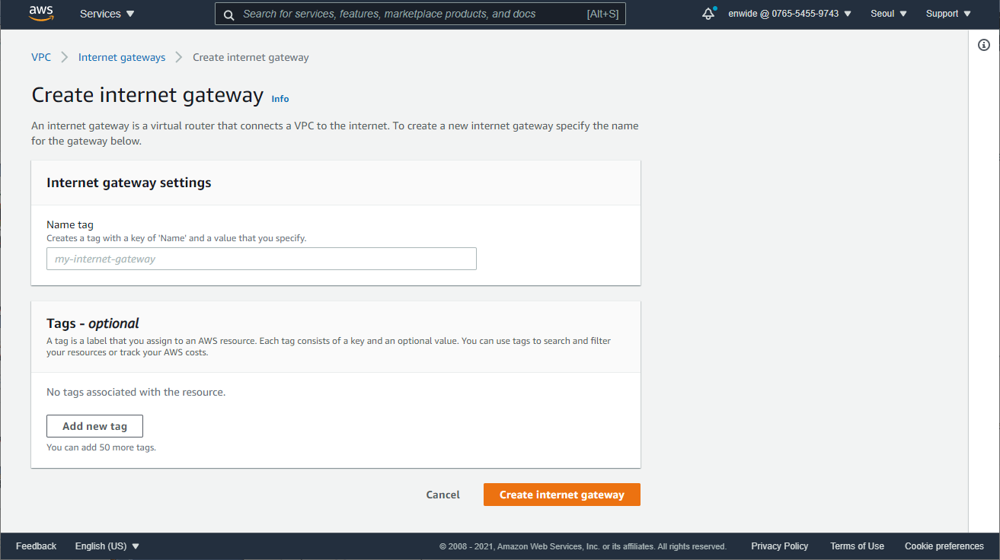 aws
Services
Search for services, features, marketplace products, and docs [Alt+S]
enwide @ 0765-5455-9743
Seoul
Support
VPC
Internet gateways
Create internet gateway
Create internet gateway Info
An internet gateway is a virtual router that connects a VPC to the internet. To create a new internet gateway specify the name
for the gateway below.
Internet gateway settings
Name tag
Creates a tag with a key of 'Name' and a value that you specify.
my-internet-gateway
Tags - optional
A tag is a label that you assign to an AWS resource. Each tag consists of a key and an optional value. You can use tags to search and filter
your resources or track your AWS costs.
No tags associated with the resource.
Add new tag
You can add 50 more tags.
Cancel
Create internet gateway
Feedback
English (US)
© 2008 - 2021, Amazon Web Services, Inc. or its affiliates. All rights reserved.
Privacy Policy
Terms of Use
Cookie preferences